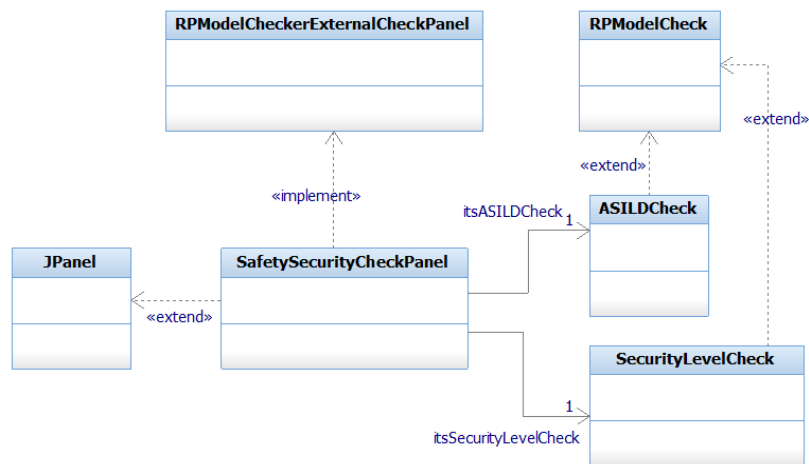 RPModelCheckerExternalCheckPanel
RPModelCheck
«extend»
«extend»
«implement»
itsASILDCheck
1
ASILDCheck
JPanel
SafetySecurityCheckPanel
«extend»
SecurityLevelCheck
1
itsSecurityLevelCheck